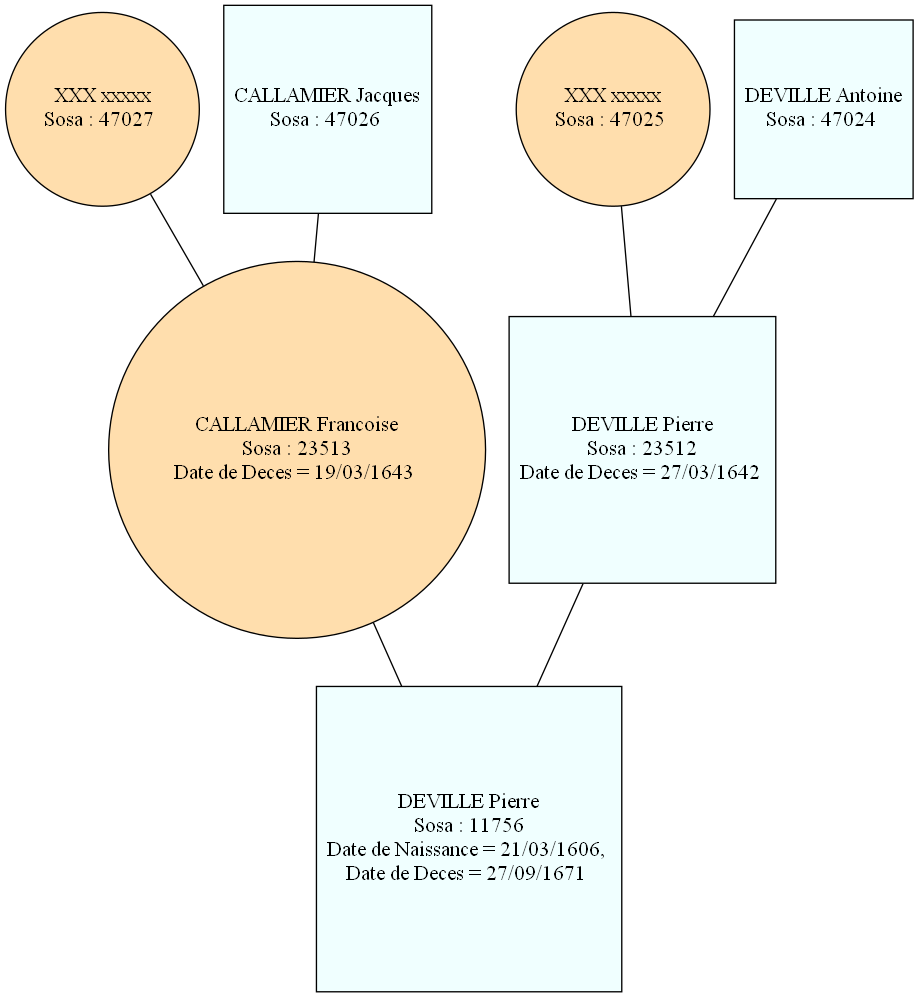 XXX xxxxx
Sosa : 47027
CALLAMIER Jacques
Sosa : 47026
XXX xxxxx
Sosa : 47025
DEVILLE Antoine
Sosa : 47024
CALLAMIER Francoise
Sosa : 23513
Date de Deces = 19/03/1643
DEVILLE Pierre
Sosa : 23512
Date de Deces = 27/03/1642
DEVILLE Pierre
Sosa : 11756
Date de Naissance = 21/03/1606,
Date de Deces = 27/09/1671